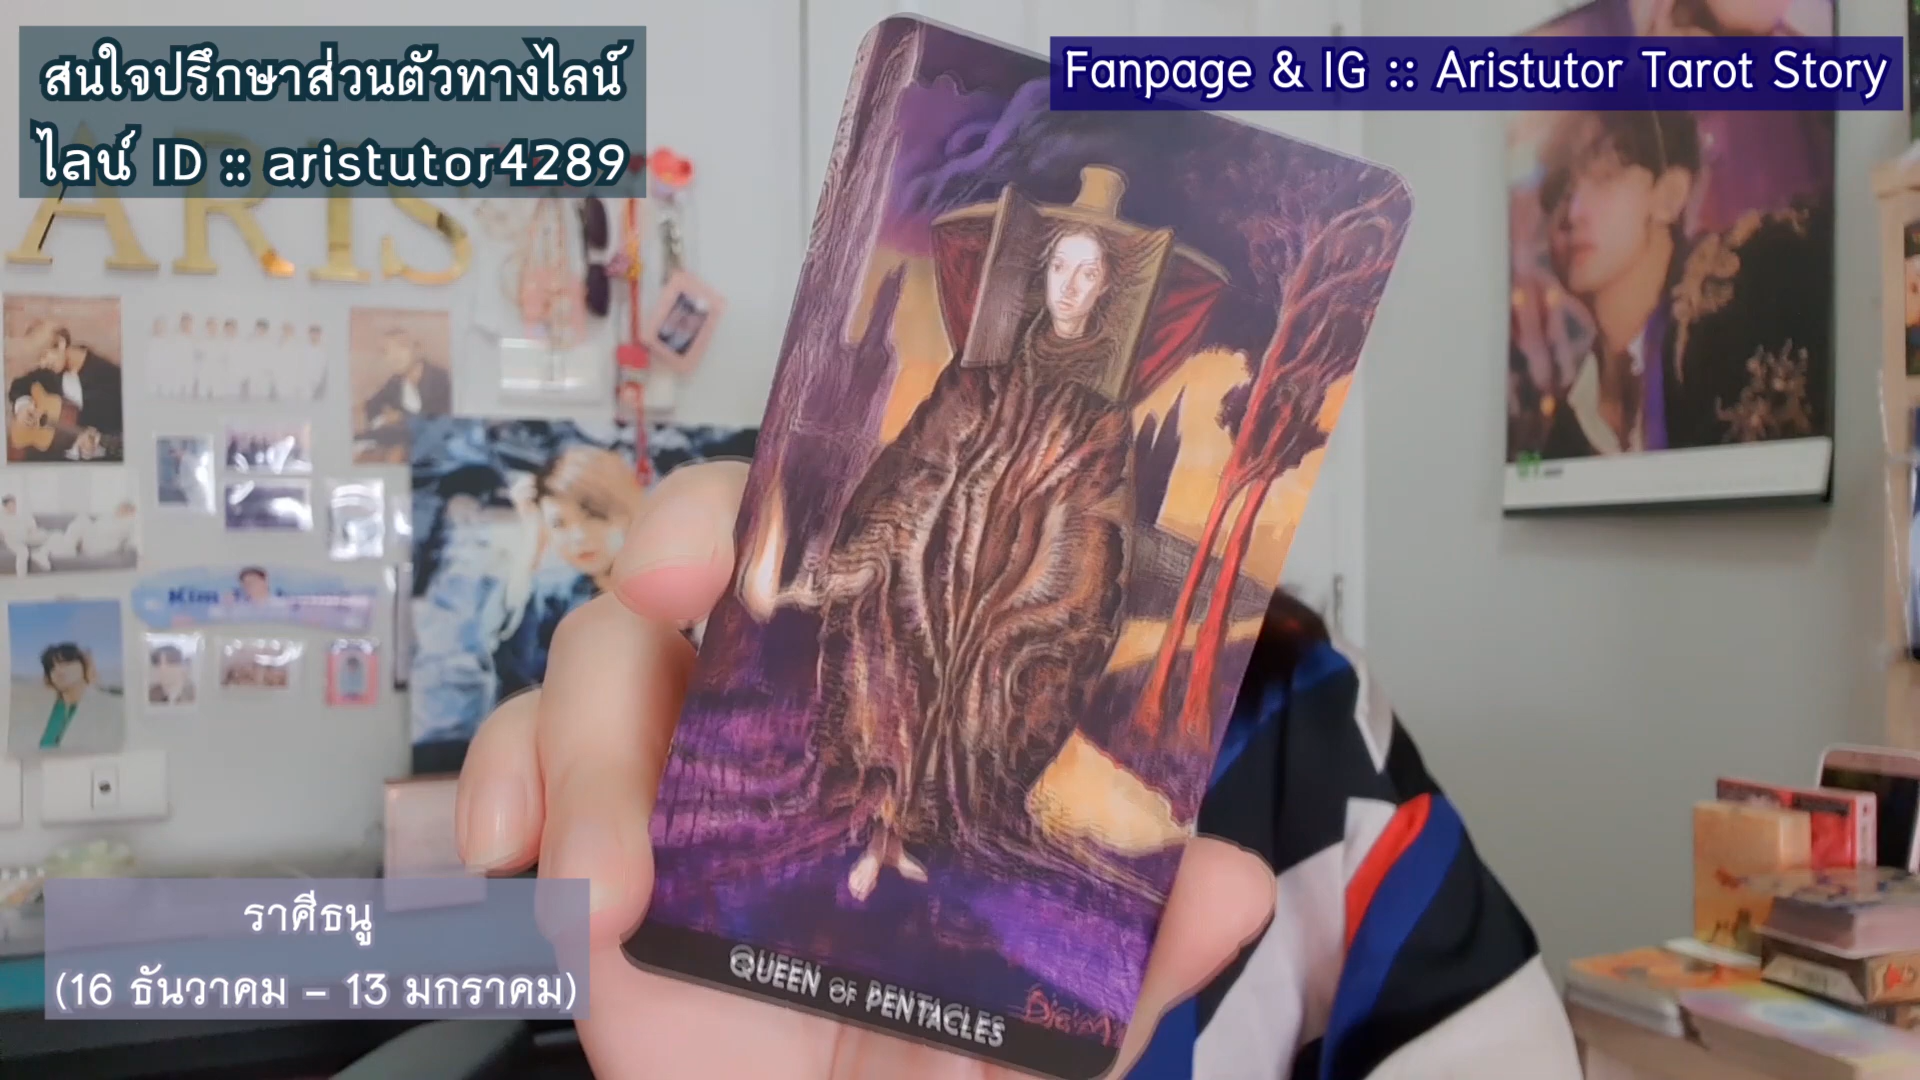 สนใจปรึกษาส่วนตัวทางไลน์
ไลน์ ID :: aristutor4289
Fanpage & IG :: Aristutor Tarot Story
ARIS
QUEEN OF PENTACLES
ราศีธนู
(16 ธันวาคม - 13 มกราคม)